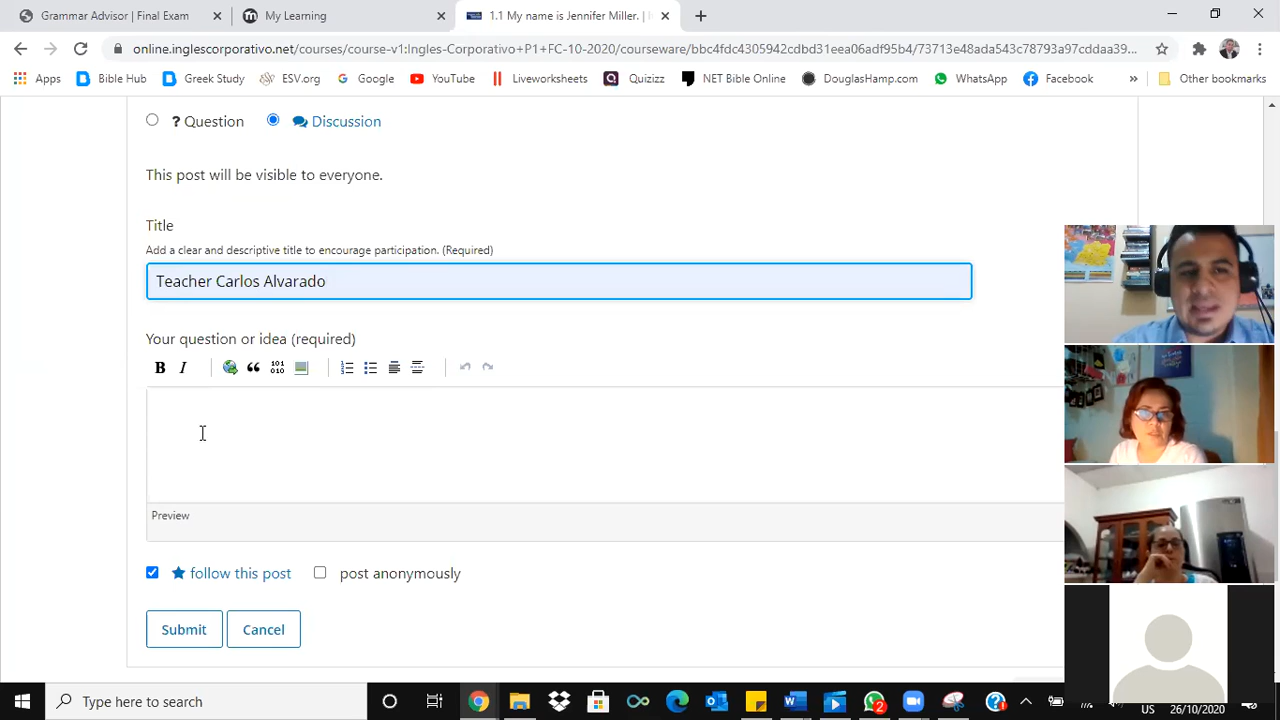 Grammar Advisor | Final Exam
My Learning
1.1 My name is Jennifer Miller. |
online.inglescorporativo.net/courses/course-v1:Ingles-Corporativo+P1+FC-10-2020/courseware/bbc4fdc4305942cdbd31eea06adf95b4/73713e48ada543c78793a97cddaa39...
Apps Bible Hub Greek Study ESV.org Google YouTube Liveworksheets Quizizz NET Bible Online DouglasHamp.com WhatsApp Facebook » Other bookmarks
? Question Discussion
This post will be visible to everyone.
Title
Add a clear and descriptive title to encourage participation. (Required)
Teacher Carlos Alvarado
Your question or idea (required)
B I
Preview
follow this post post anonymously
Submit Cancel
Type here to search
2
US 26/10/2020